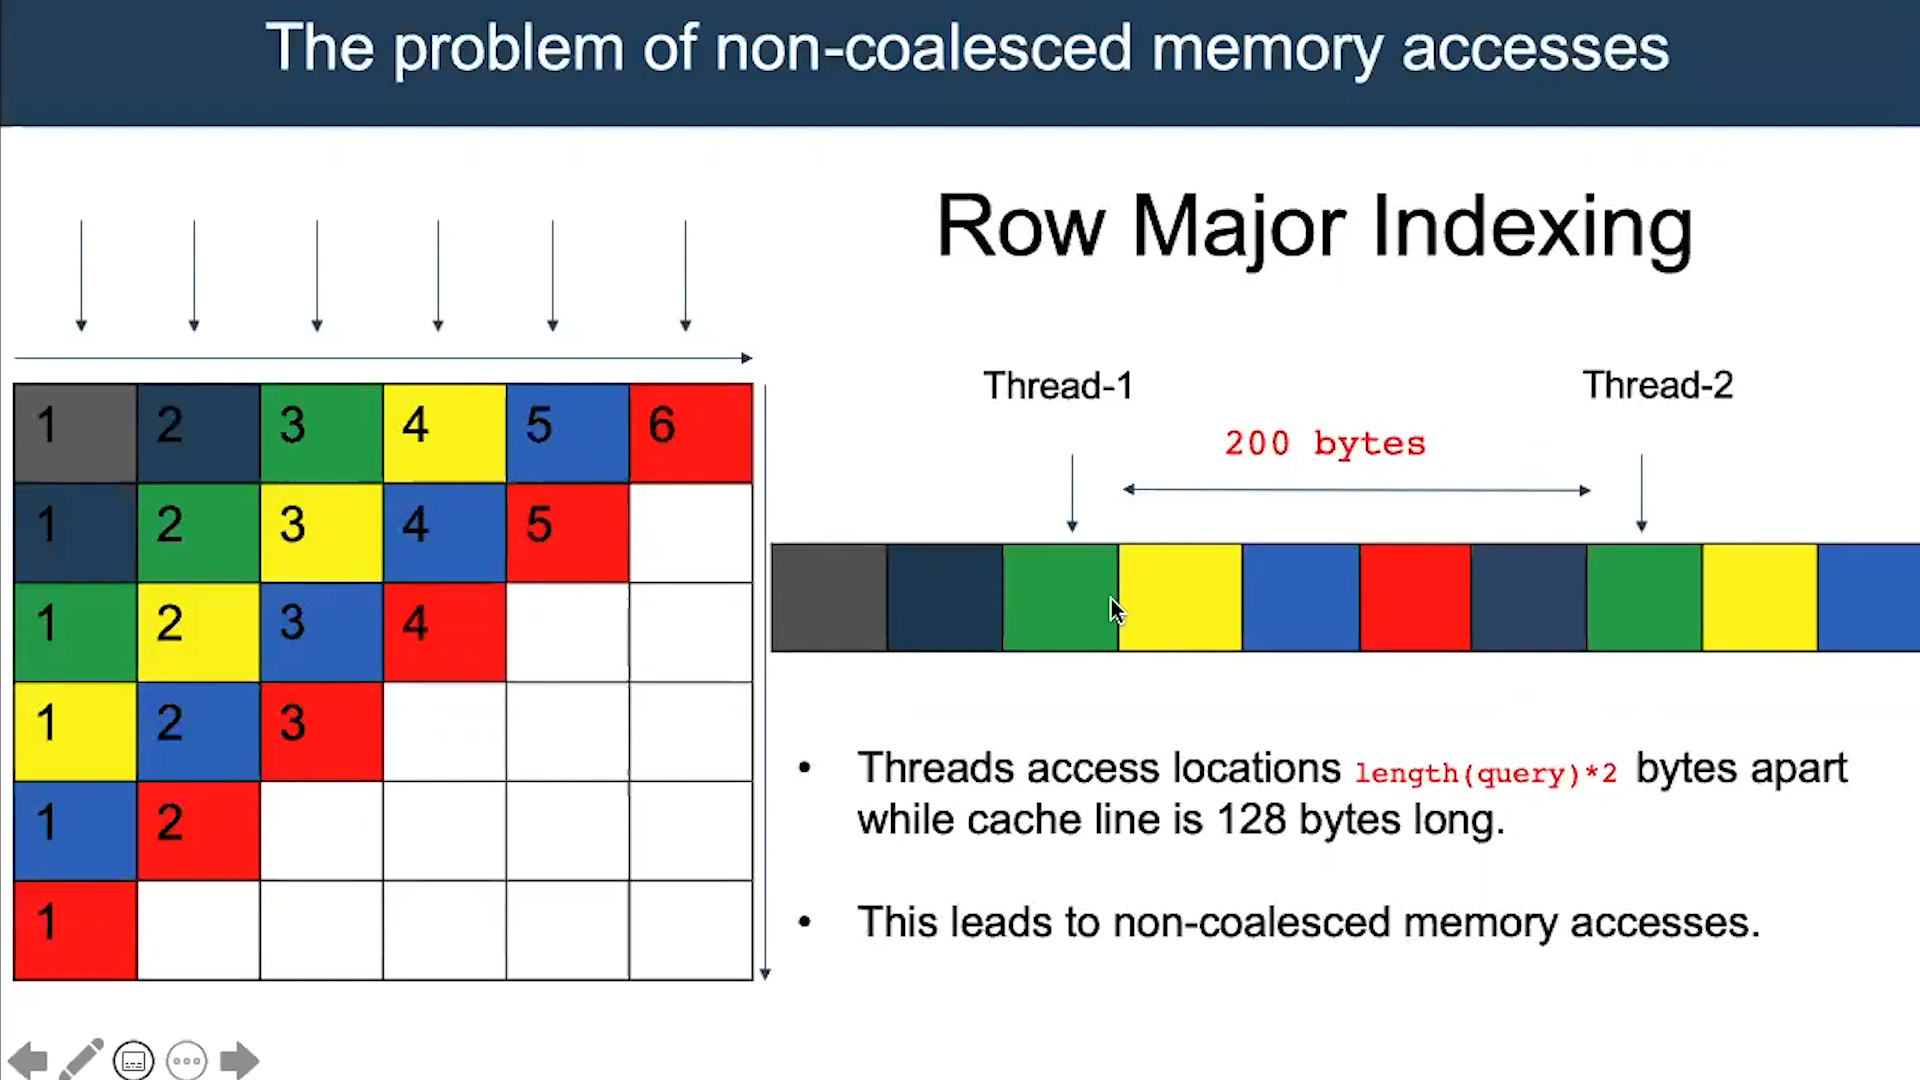 The problem of non-coalesced memory accesses
Row Major Indexing
Thread-1
Thread-2
200 bytes
1 2 3 4 5 6
1 2 3 4 5
1 2 3 4
1 2 3
1 2
1
• Threads access locations length(query)*2 bytes apart
while cache line is 128 bytes long.
• This leads to non-coalesced memory accesses.